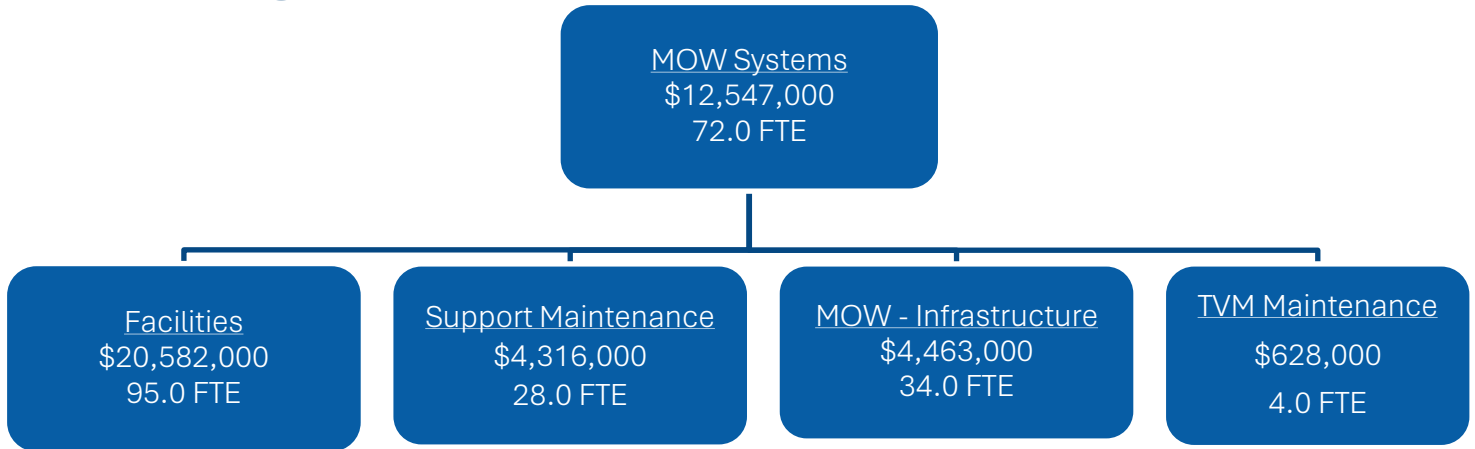 MOW Systems
$12,547,000
72.0 FTE
Facilities
$20,582,000
95.0 FTE
Support Maintenance
$4,316,000
28.0 FTE
MOW - Infrastructure
$4,463,000
34.0 FTE
TVM Maintenance
$628,000
4.0 FTE